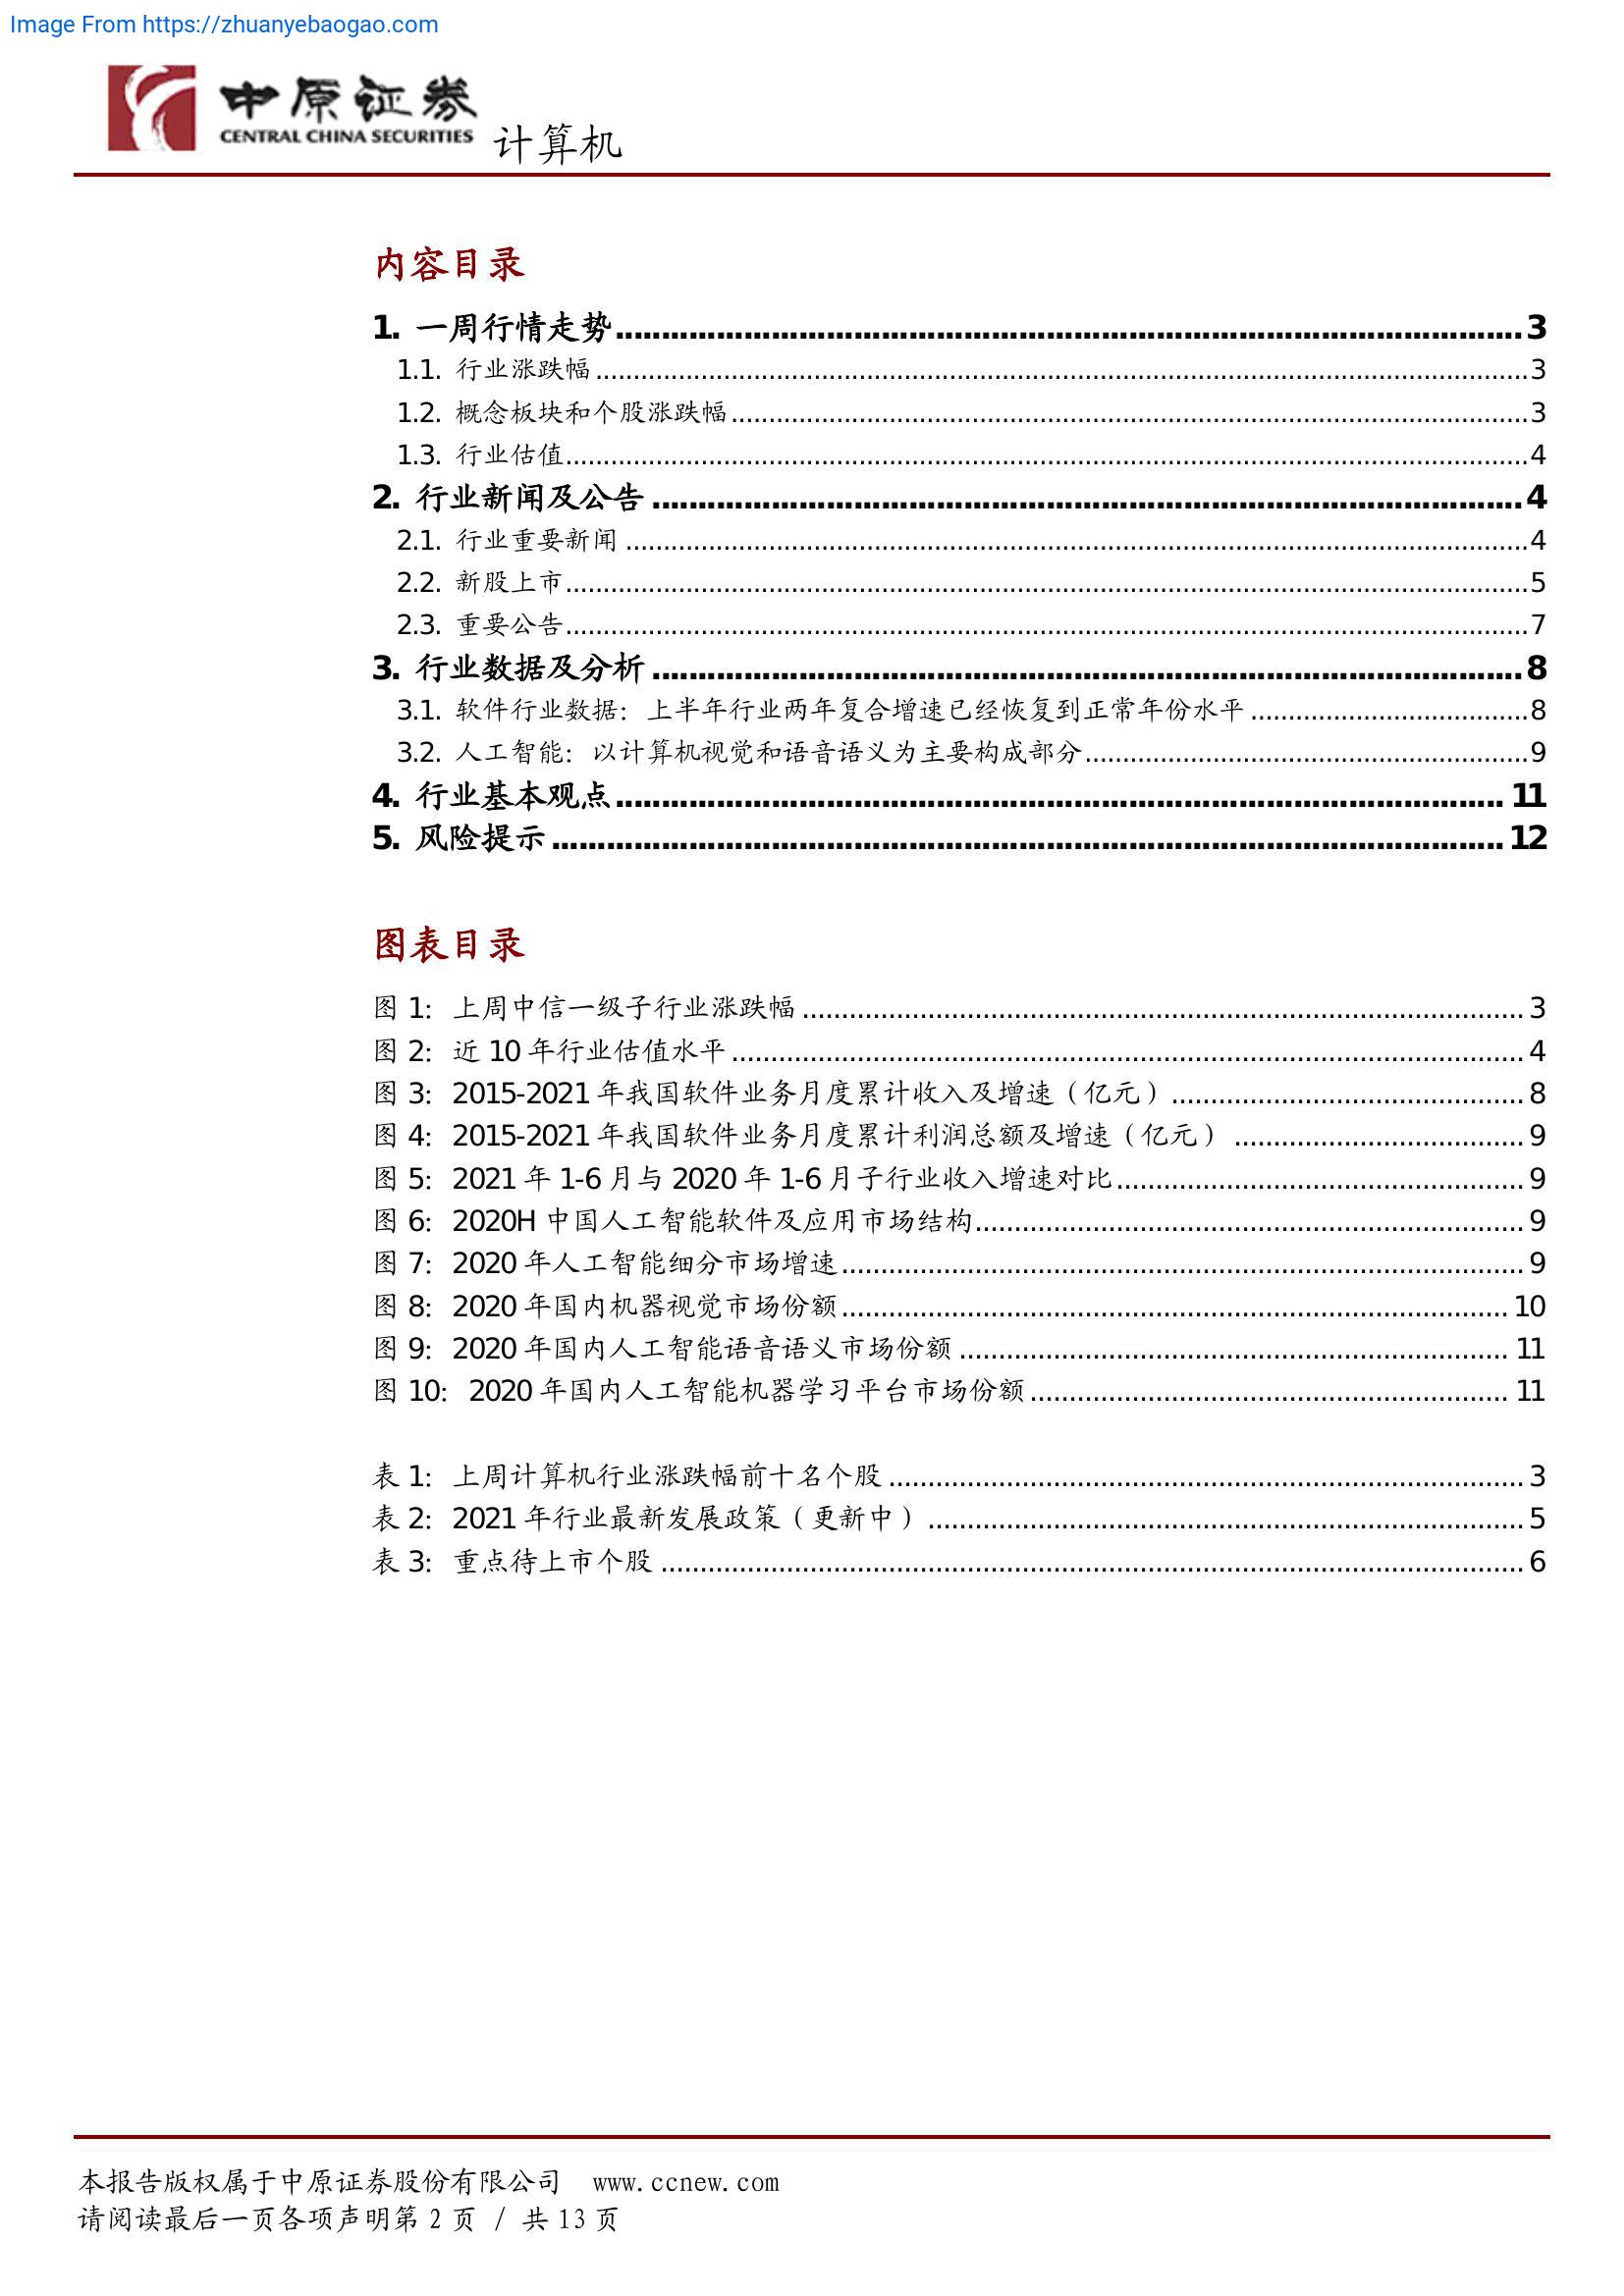 Image From https://zhuanyebaogao.com
中原证券
CENTRAL CHINA SECURITIES
计算机
内容目录
1. 一周行情走势 3
1.1. 行业涨跌幅 3
1.2. 概念板块和个股涨跌幅 3
1.3. 行业估值 4
2. 行业新闻及公告 4
2.1. 行业重要新闻 4
2.2. 新股上市 5
2.3. 重要公告 7
3. 行业数据及分析 8
3.1. 软件行业数据：上半年行业两年复合增速已经恢复到正常年份水平 8
3.2. 人工智能：以计算机视觉和语音语义为主要构成部分 9
4. 行业基本观点 11
5. 风险提示 12
图表目录
图 1: 上周中信一级子行业涨跌幅 3
图 2: 近 10 年行业估值水平 4
图 3: 2015-2021 年我国软件业务月度累计收入及增速（亿元） 8
图 4: 2015-2021 年我国软件业务月度累计利润总额及增速（亿元） 9
图 5: 2021 年 1-6 月与 2020 年 1-6 月子行业收入增速对比 9
图 6: 2020H 中国人工智能软件及应用市场结构 9
图 7: 2020 年人工智能细分市场增速 9
图 8: 2020 年国内机器视觉市场份额 10
图 9: 2020 年国内人工智能语音语义市场份额 11
图 10: 2020 年国内人工智能机器学习平台市场份额 11
表 1: 上周计算机行业涨跌幅前十名个股 3
表 2: 2021 年行业最新发展政策（更新中） 5
表 3: 重点待上市个股 6
本报告版权属于中原证券股份有限公司 www.ccnew.com
请阅读最后一页各项声明第 2 页 / 共 13 页